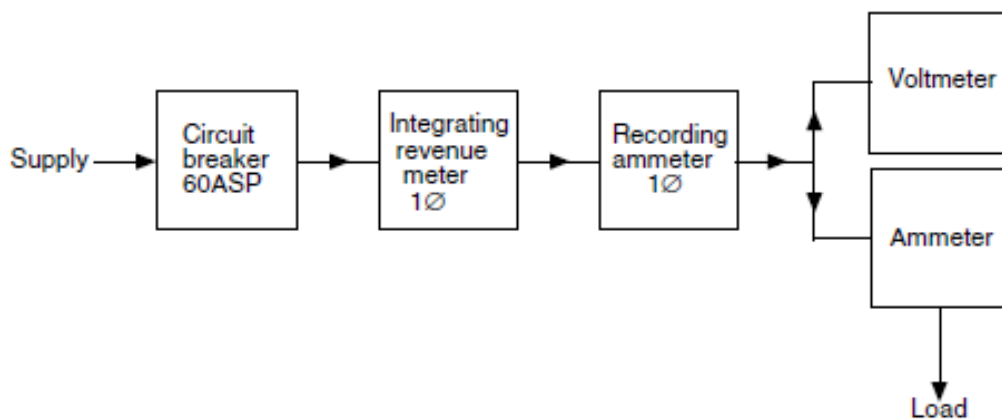 Supply
Circuit
breaker
60ASP
Integrating
revenue
meter
1∅
Recording
ammeter
1∅
Voltmeter
Ammeter
Load